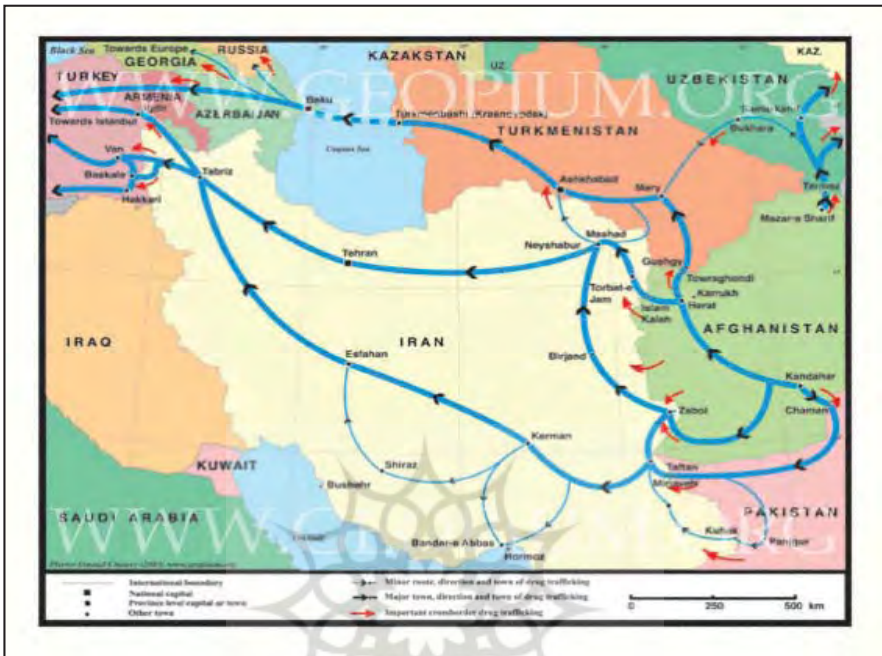 Black Sea
Towards Europe
RUSSIA
GEORGIA
KAZAKSTAN
UZ.
KAZ.
WWW.GEOPIUM.ORG
TURKEY
UZBEKISTAN
ARMENIA
Baku
Towards Istanbul
AZERBAIJAN
Turkmenbashi (Krasnovodsk)
Bukhara
Caspian Sea
TURKMENISTAN
Van
Baskale
Tabriz
Hakkari
Ashkhabad
Mary
Termez
Mazar-e Sharif
Mashad
Neyshabur
Gushgy
Tehran
Towraghondi
Torbat-e
Jam
Karrukh
Herat
Islam
Kalah
AFGHANISTAN
IRAQ
IRAN
Esfahan
Birjand
Kandahar
Chaman
Zabol
Kerman
KUWAIT
Shiraz
Taftan
Mirjaveh
Bushehr
PAKISTAN
SAUDI ARABIA
Kuhak
Panjgur
Bandar-e Abbas
Hormoz
International boundary
National capital
Province level capital or town
Other town
Minor route, direction and town of drug trafficking
Major town, direction and town of drug trafficking
Important crossborder drug trafficking
0 250 500 km